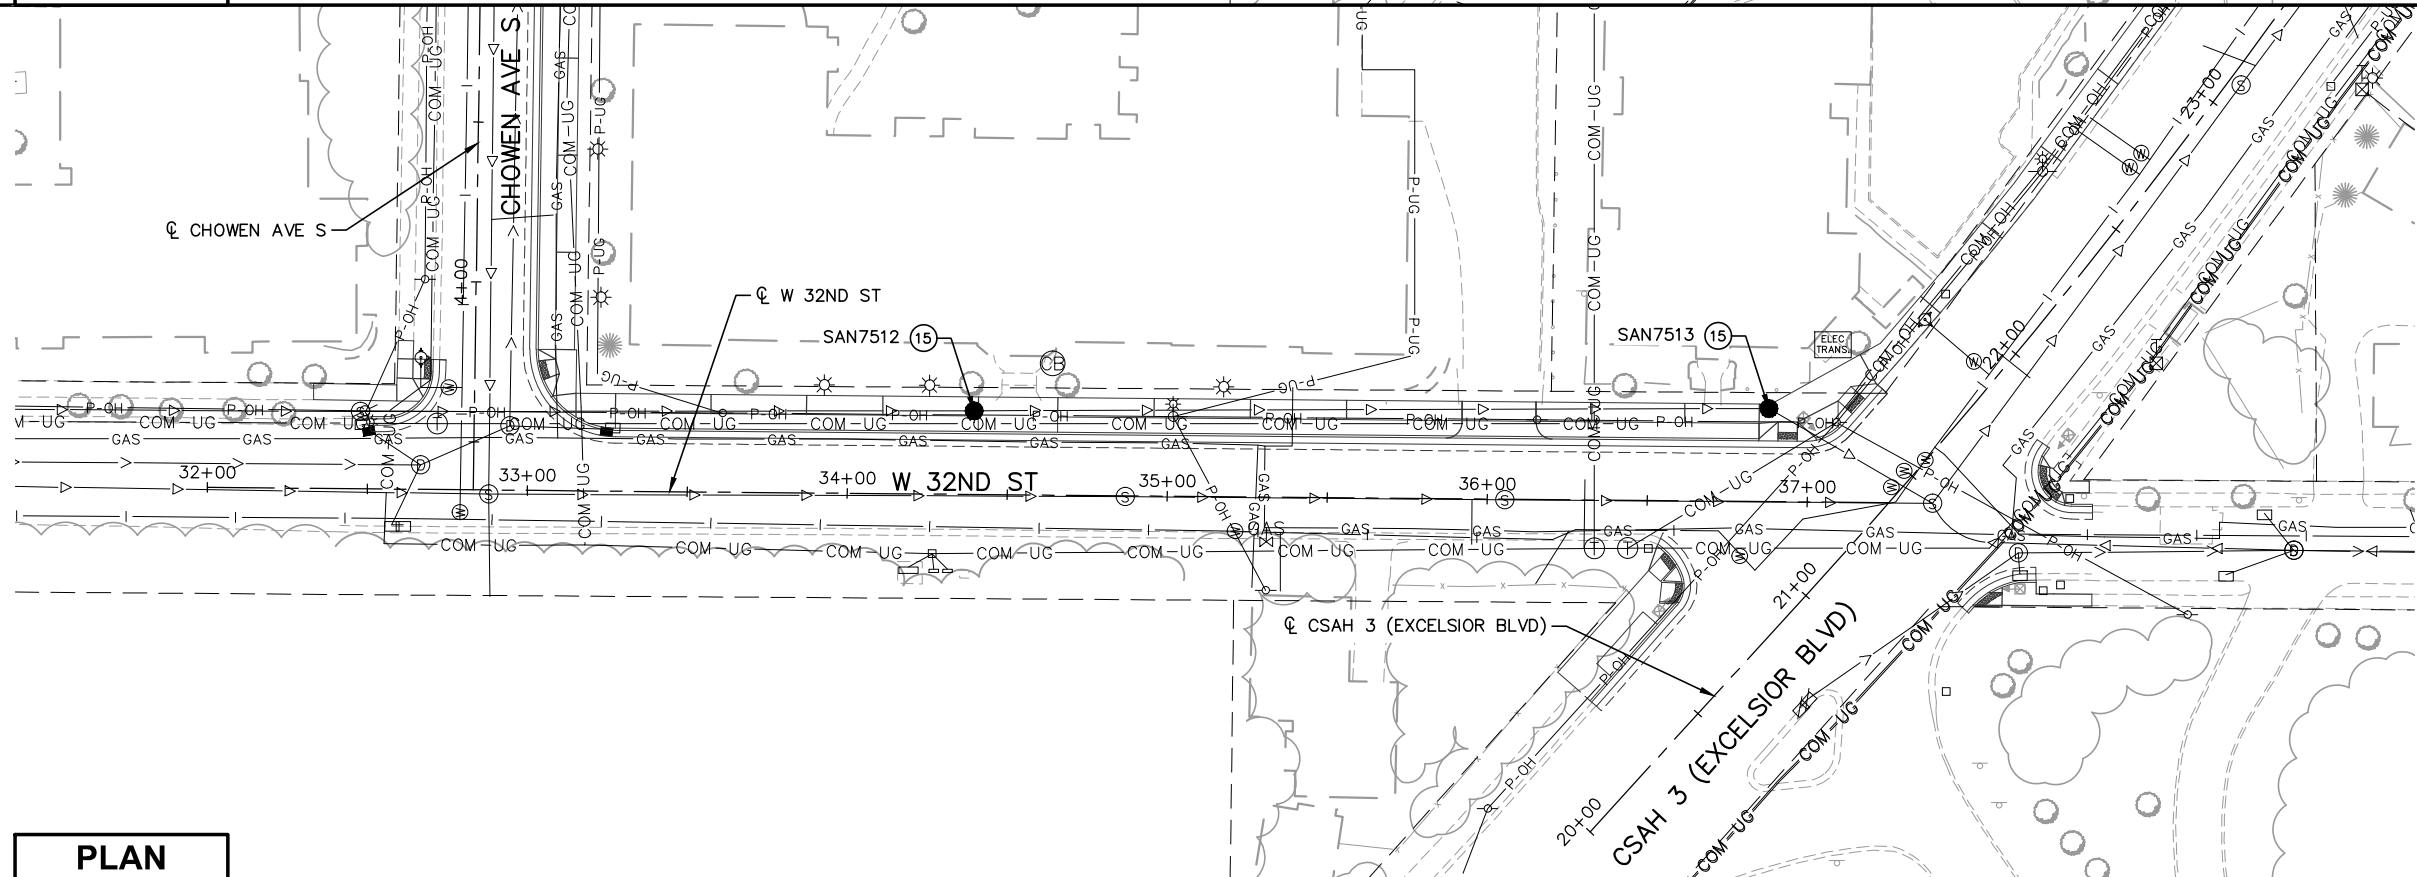 CHOWEN AVE S
℄ CHOWEN AVE S
4+00
℄ W 32ND ST
SAN7512 15
CB
SAN7513 15
ELEC
TRANS.
23+00
22+00
32+00
33+00
34+00
W 32ND ST
35+00
36+00
37+00
21+00
20+00
℄ CSAH 3 (EXCELSIOR BLVD)
CSAH 3 (EXCELSIOR BLVD)
P-OH
COM-UG
P-UG
GAS
COM-OH
PLAN